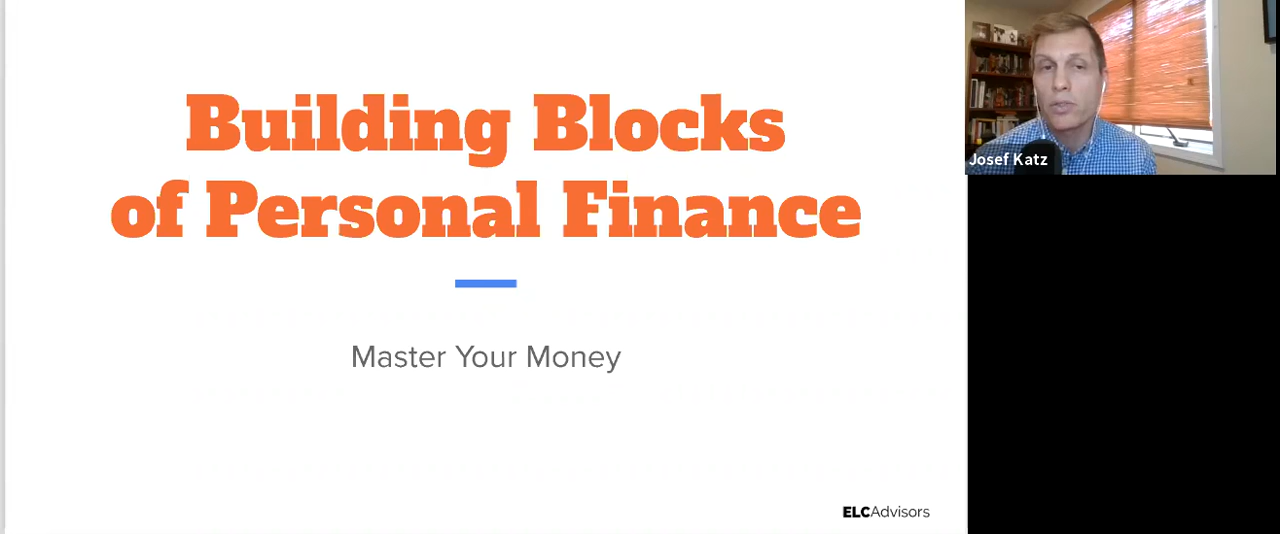 Building Blocks
of Personal Finance
Master Your Money
ELCAdvisors
Josef Katz